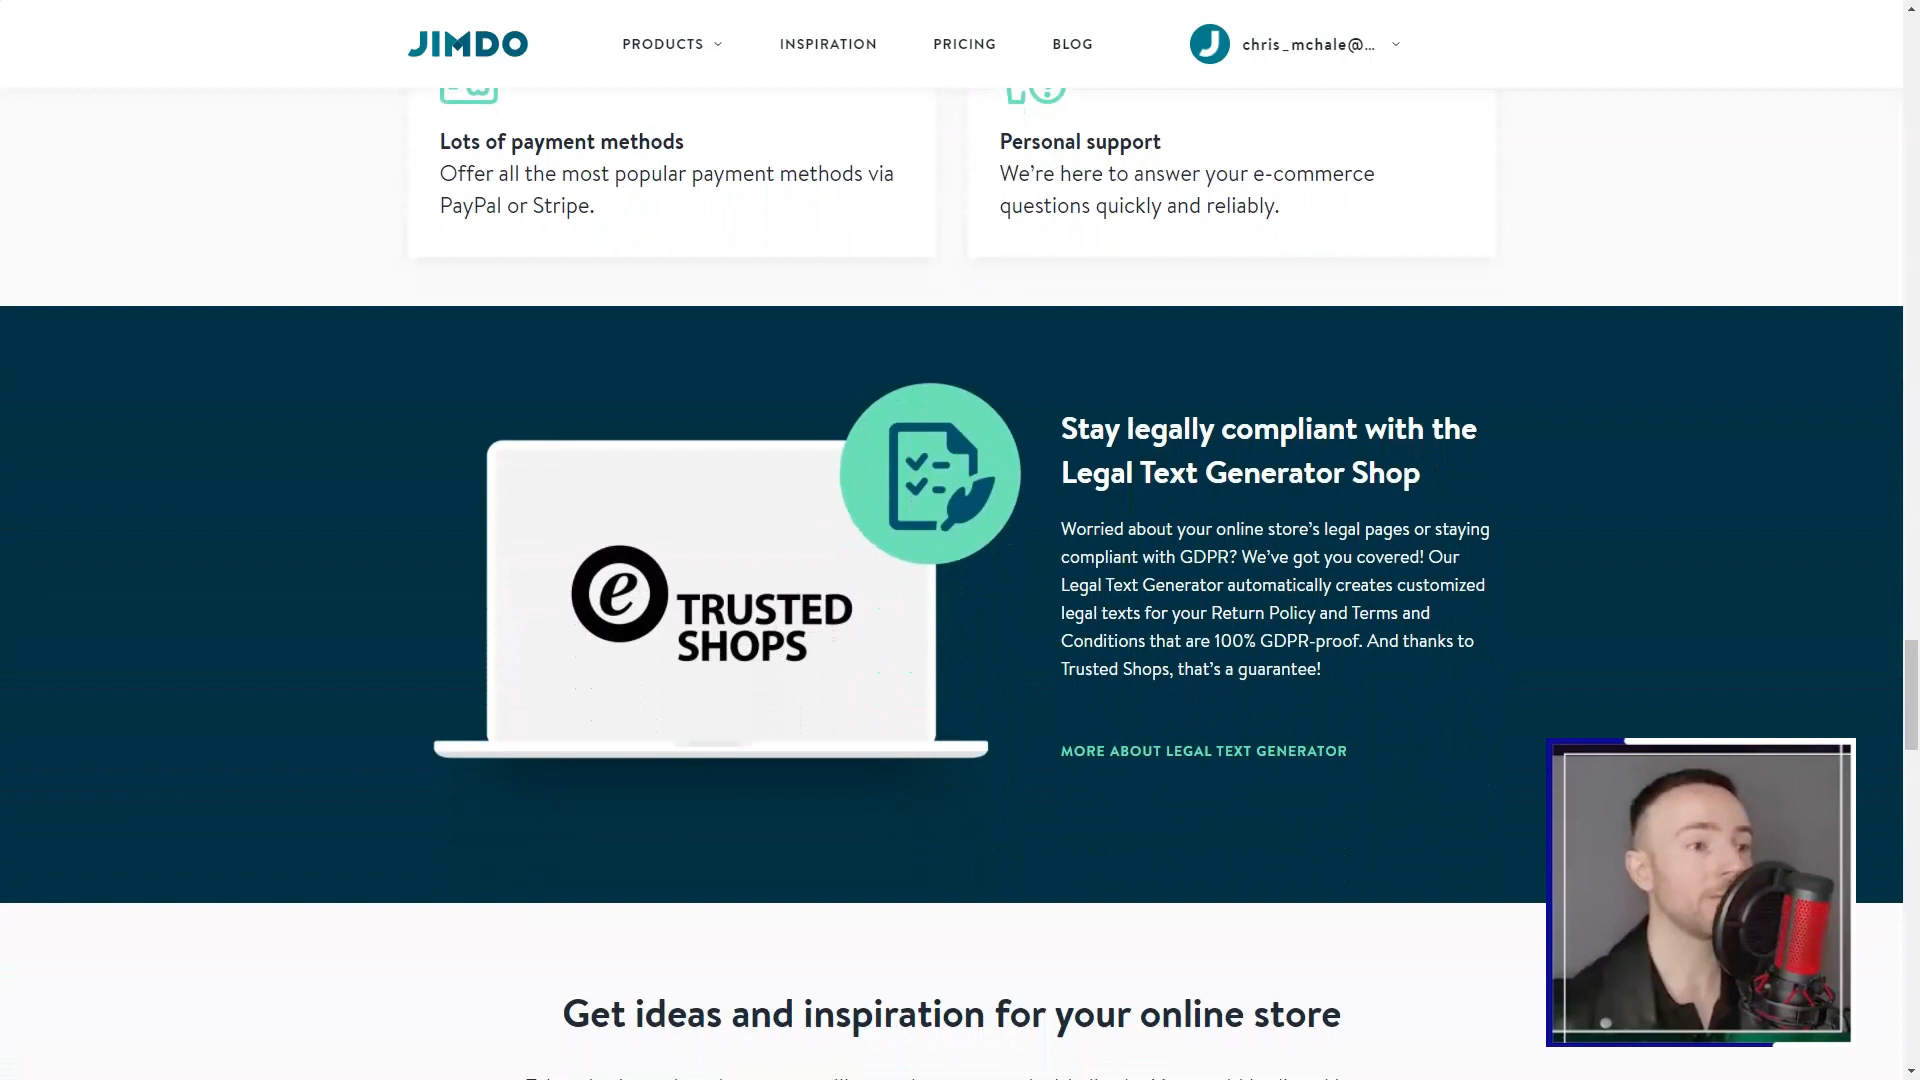 JIMDO
PRODUCTS
INSPIRATION
PRICING
BLOG
chris_mchale@...
Lots of payment methods
Offer all the most popular payment methods via
PayPal or Stripe.
Personal support
We’re here to answer your e-commerce
questions quickly and reliably.
e TRUSTED
SHOPS
Stay legally compliant with the
Legal Text Generator Shop
Worried about your online store’s legal pages or staying
compliant with GDPR? We’ve got you covered! Our
Legal Text Generator automatically creates customized
legal texts for your Return Policy and Terms and
Conditions that are 100% GDPR-proof. And thanks to
Trusted Shops, that’s a guarantee!
MORE ABOUT LEGAL TEXT GENERATOR
Get ideas and inspiration for your online store